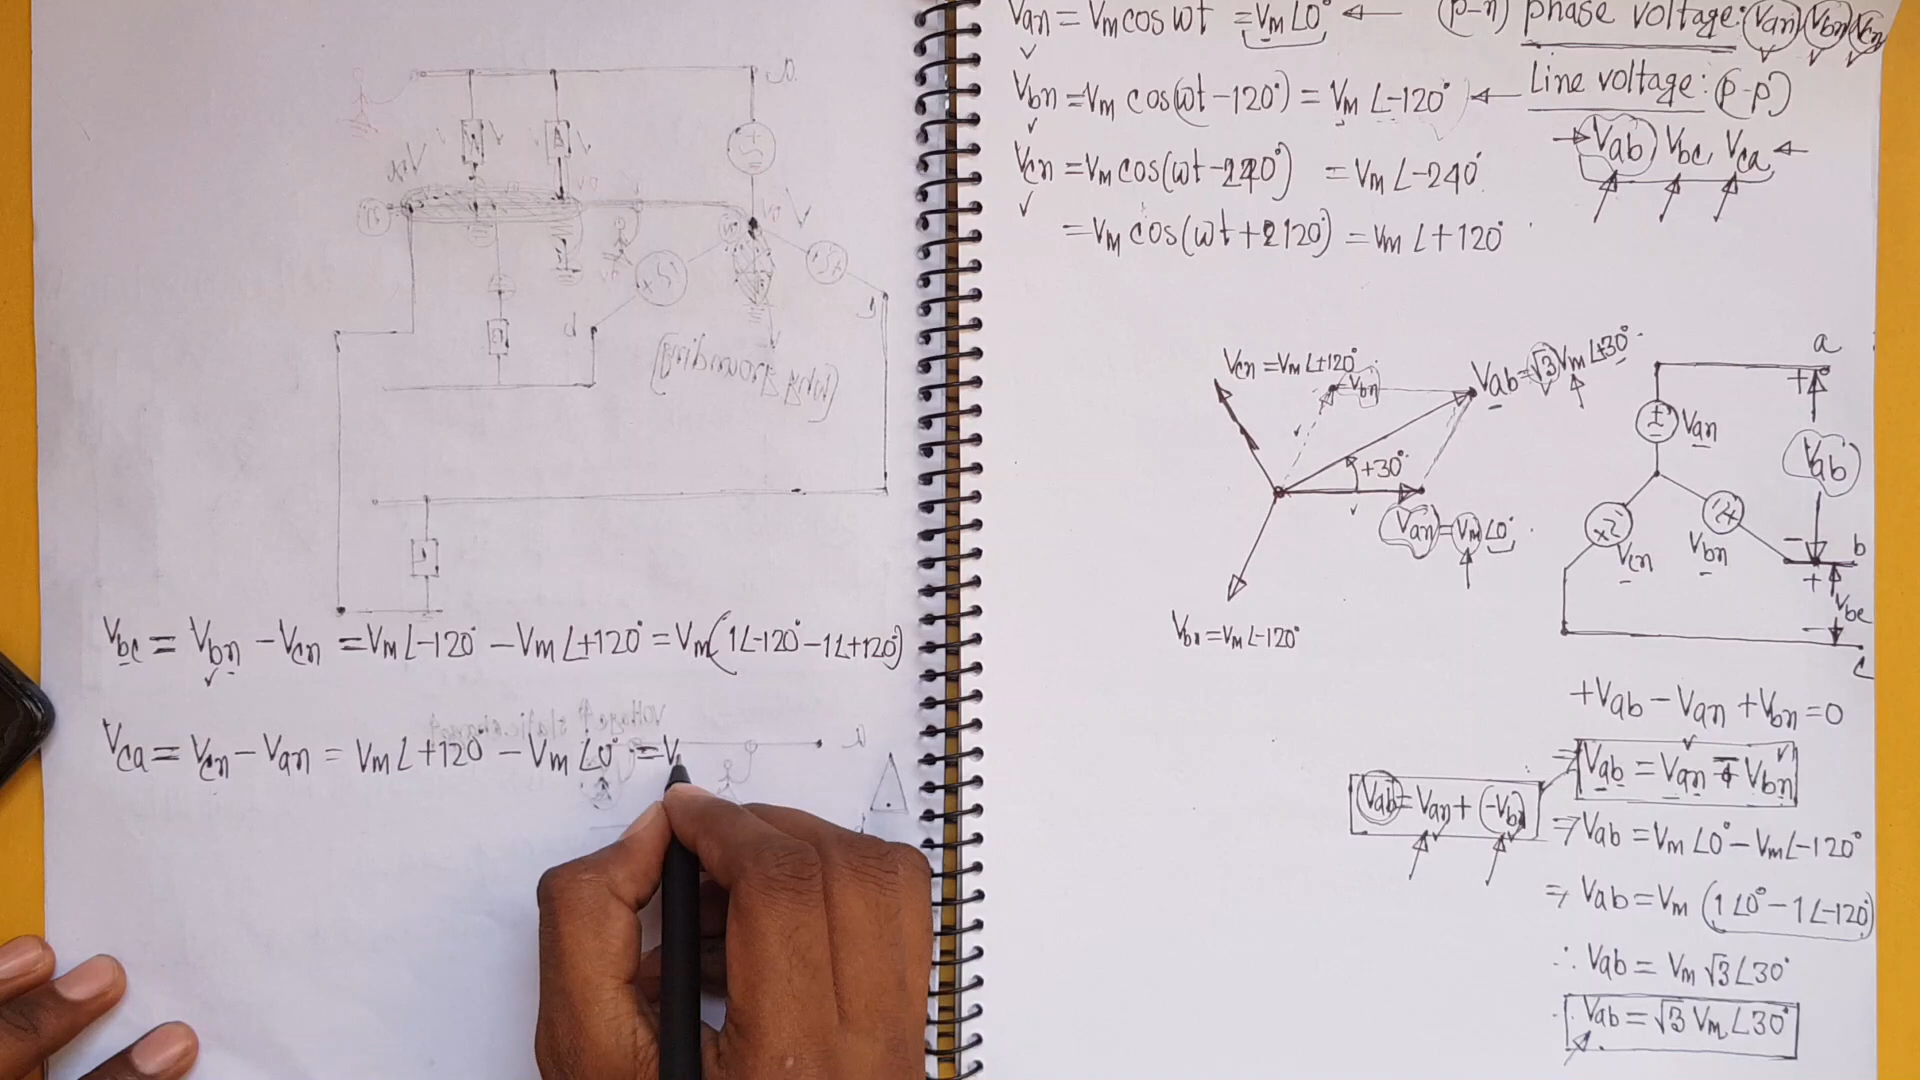 Vbc = Vbn - Vcn = Vm∠-120° - Vm∠+120° = Vm(1∠-120° - 1∠+120°)
Vca = Vcn - Van = Vm∠+120° - Vm∠0° = V
Van = Vm cos wt = Vm∠0° ← (p-n) phase voltage: Van Vbn Vcn
Vbn = Vm cos(wt - 120°) = Vm∠-120° ← Line voltage: (p-p)
→ Vab, Vbc, Vca ←
Vcn = Vm cos(wt - 240°) = Vm∠-240°
= Vm cos(wt + 120°) = Vm∠+120°
Vcn = Vm∠+120°
-Vbn
Vab = √3 Vm∠+30°
+30°
Van = Vm∠0°
Vbn = Vm∠-120°
a
+
Van
Vab
Vcn
Vbn
-
b
+
Vbc
-
c
+Vab - Van + Vbn = 0
⇒ Vab = Van - Vbn
Vab = Van + (-Vbn)
⇒ Vab = Vm∠0° - Vm∠-120°
⇒ Vab = Vm (1∠0° - 1∠-120°)
∴ Vab = Vm √3∠30°
∴ Vab = √3 Vm∠30°